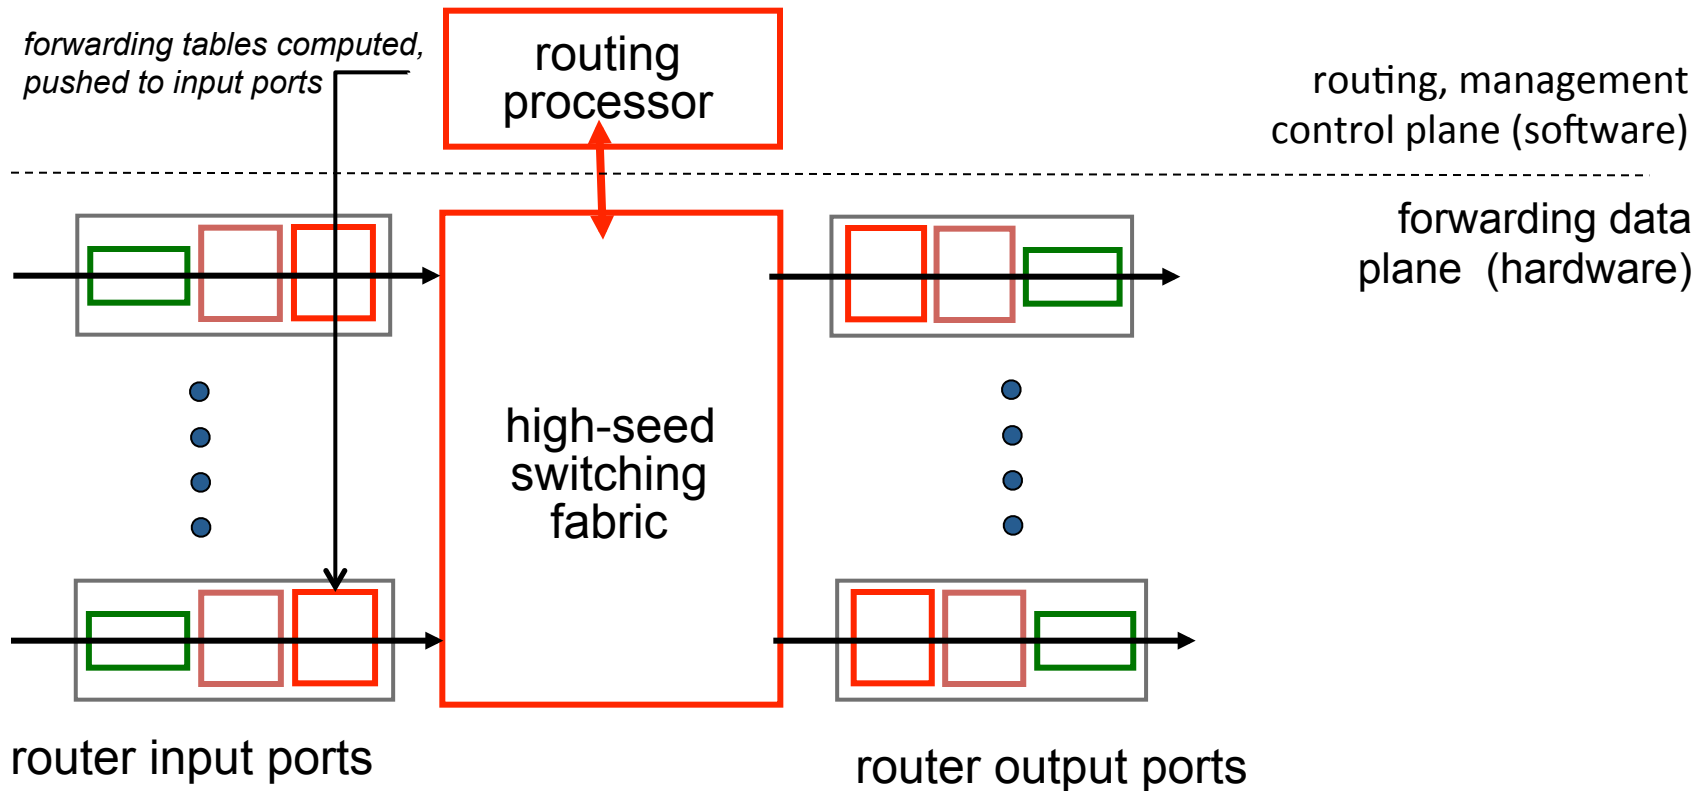 forwarding tables computed,
pushed to input ports
routing
processor
routing, management
control plane (software)
forwarding data
plane (hardware)
high-seed
switching
fabric
router input ports
router output ports